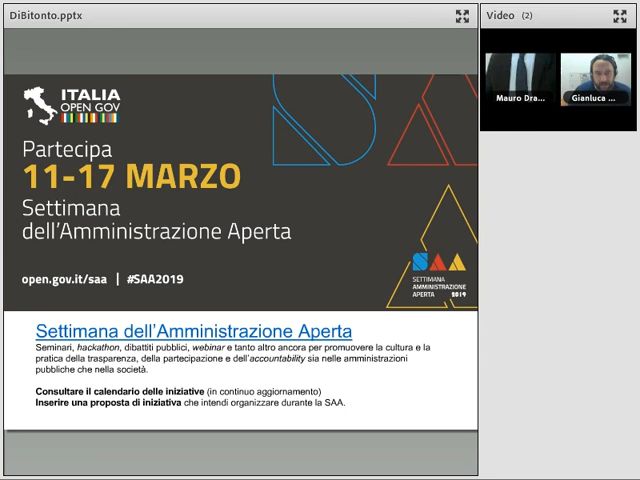 DiBitonto.pptx
Video (2)
Mauro Dra...
Gianluca ...
ITALIA
OPEN GOV
Partecipa
11-17 MARZO
Settimana
dell'Amministrazione Aperta
open.gov.it/saa | #SAA2019
SAA
SETTIMANA
AMMINISTRAZIONE
APERTA 2019
Settimana dell'Amministrazione Aperta
Seminari, hackathon, dibattiti pubblici, webinar e tanto altro ancora per promuovere la cultura e la
pratica della trasparenza, della partecipazione e dell'accountability sia nelle amministrazioni
pubbliche che nella società.
Consultare il calendario delle iniziative (in continuo aggiornamento)
Inserire una proposta di iniziativa che intendi organizzare durante la SAA.